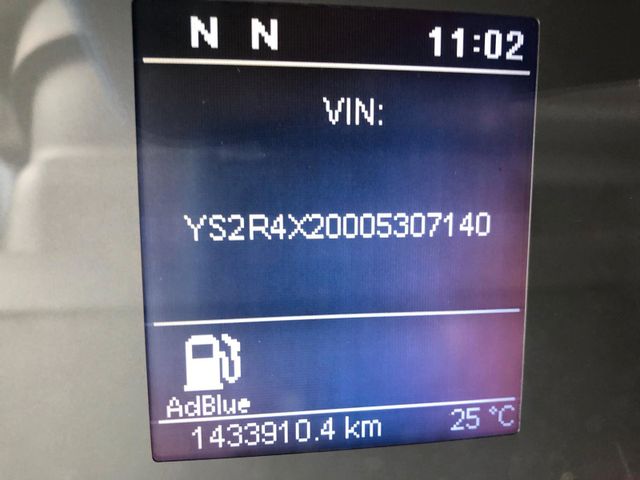 N N 11:02
VIN:
YS2R4X20005307140
AdBlue
1433910.4 km 25 °C